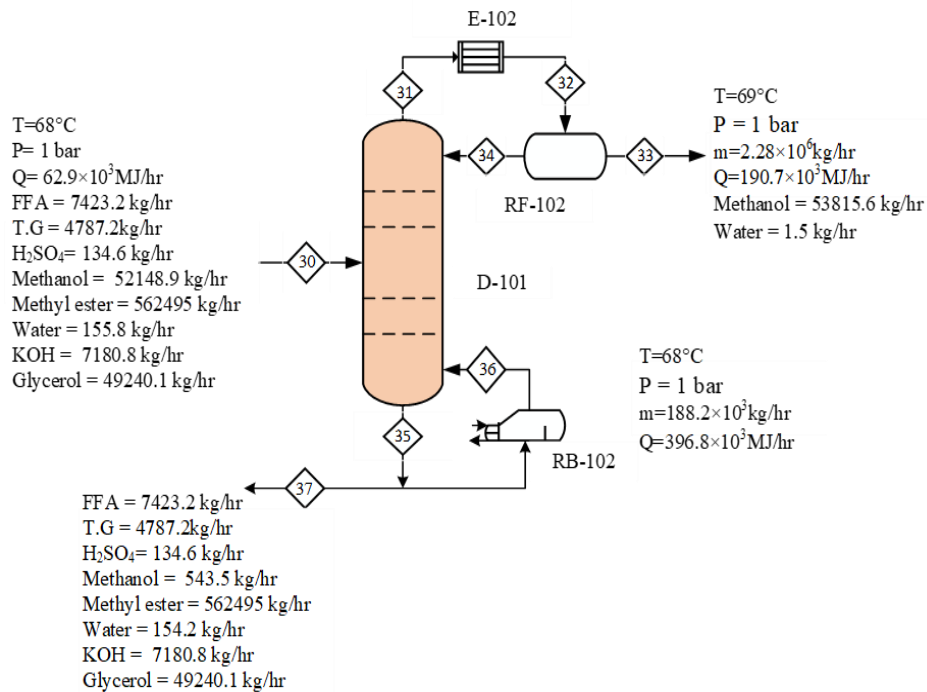 E-102
31
32
T=68°C
P= 1 bar
Q= 62.9×10³MJ/hr
FFA = 7423.2 kg/hr
T.G = 4787.2kg/hr
H₂SO₄= 134.6 kg/hr
Methanol = 52148.9 kg/hr
Methyl ester = 562495 kg/hr
Water = 155.8 kg/hr
KOH = 7180.8 kg/hr
Glycerol = 49240.1 kg/hr
30
34
33
RF-102
T=69°C
P = 1 bar
m=2.28×10⁶kg/hr
Q=190.7×10³MJ/hr
Methanol = 53815.6 kg/hr
Water = 1.5 kg/hr
D-101
36
35
RB-102
T=68°C
P = 1 bar
m=188.2×10³kg/hr
Q=396.8×10³MJ/hr
37
FFA = 7423.2 kg/hr
T.G = 4787.2kg/hr
H₂SO₄= 134.6 kg/hr
Methanol = 543.5 kg/hr
Methyl ester = 562495 kg/hr
Water = 154.2 kg/hr
KOH = 7180.8 kg/hr
Glycerol = 49240.1 kg/hr